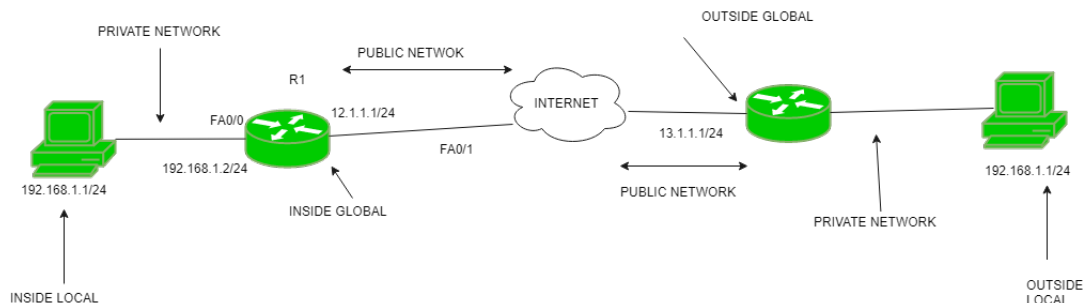 PRIVATE NETWORK
OUTSIDE GLOBAL
PUBLIC NETWOK
R1
FA0/0
12.1.1.1/24
INTERNET
13.1.1.1/24
FA0/1
192.168.1.2/24
192.168.1.1/24
192.168.1.1/24
PUBLIC NETWORK
INSIDE GLOBAL
PRIVATE NETWORK
INSIDE LOCAL
OUTSIDE
LOCAL